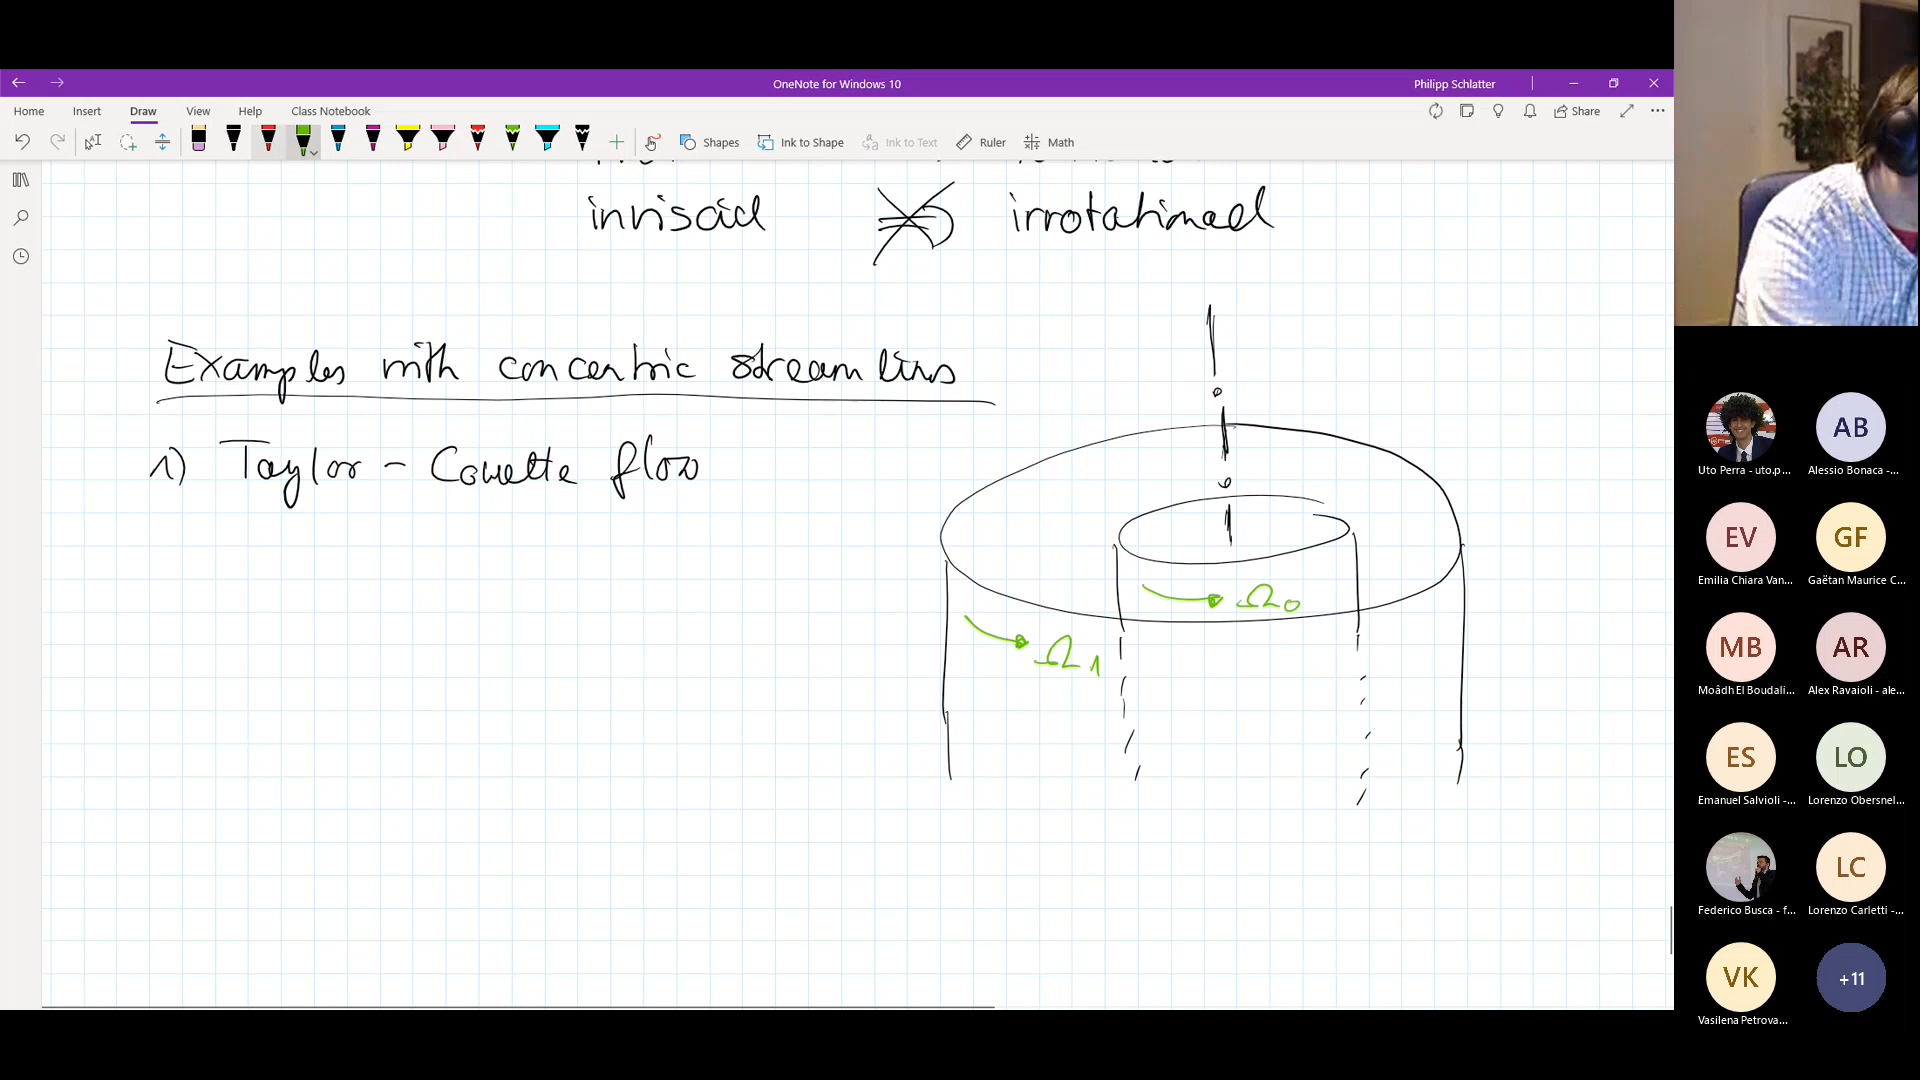 OneNote for Windows 10
Philipp Schlatter
Home Insert Draw View Help Class Notebook
Share
Shapes Ink to Shape Ink to Text Ruler Math
inviscid irrotational
Examples with concentric streamlines
1) Taylor - Couette flow
Ω0
Ω1
AB
Uto Perra - uto.p... Alessio Bonaca -...
EV GF
Emilia Chiara Van... Gaëtan Maurice C...
MB AR
Moâdh El Boudali... Alex Ravaioli - ale...
ES LO
Emanuel Salvioli -... Lorenzo Obersnel...
LC
Federico Busca - f... Lorenzo Carletti -...
VK +11
Vasilena Petrova...